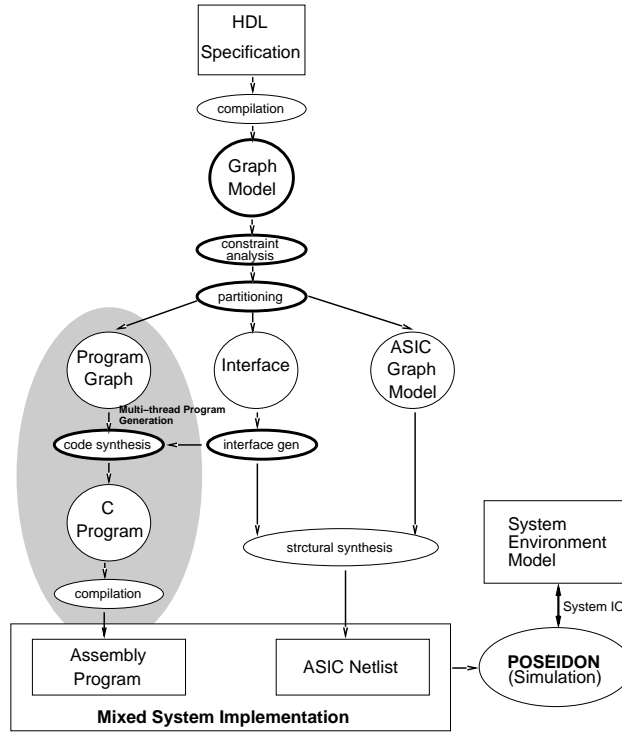 HDL
Specification
compilation
Graph
Model
constraint
analysis
partitioning
Program
Graph
Interface
ASIC
Graph
Model
Multi−thread Program
Generation
code synthesis
interface gen
C
Program
strctural synthesis
System
Environment
Model
compilation
System IO
Assembly
Program
ASIC Netlist
POSEIDON
(Simulation)
Mixed System Implementation